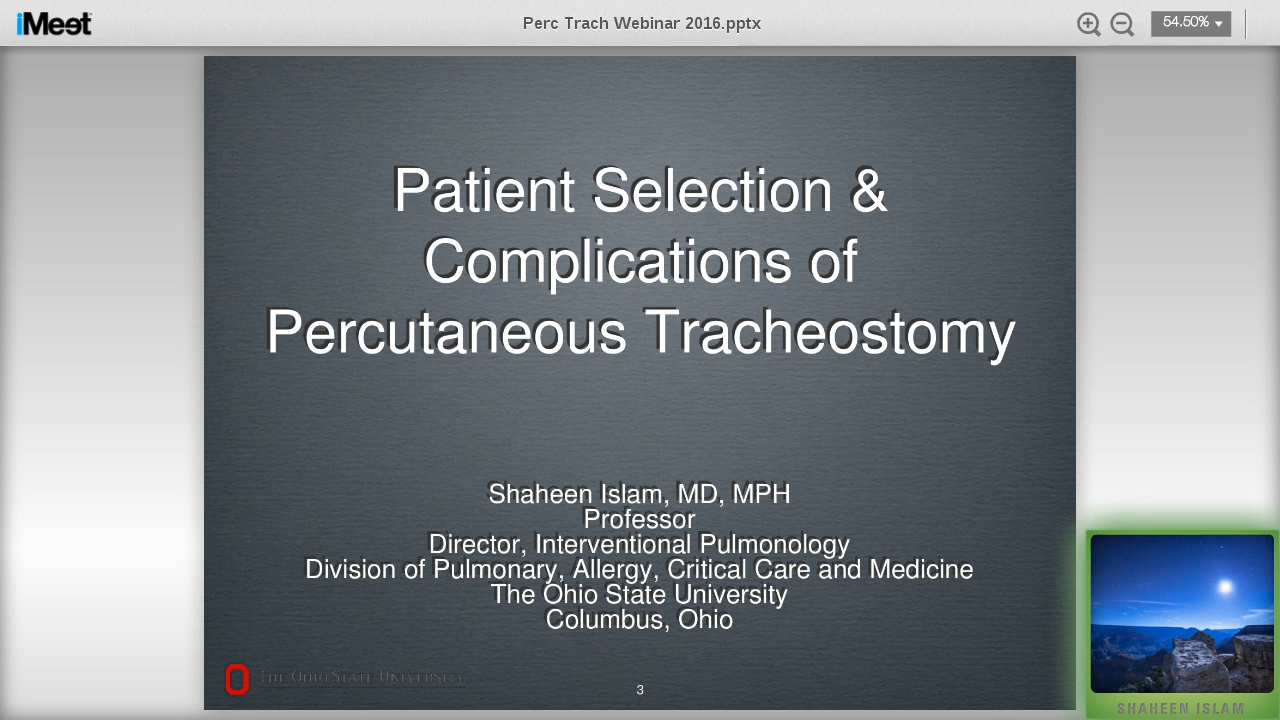 iMeet
Perc Trach Webinar 2016.pptx
54.50%
Patient Selection &
Complications of
Percutaneous Tracheostomy
Shaheen Islam, MD, MPH
Professor
Director, Interventional Pulmonology
Division of Pulmonary, Allergy, Critical Care and Medicine
The Ohio State University
Columbus, Ohio
THE OHIO STATE UNIVERSITY
3
SHAHEEN ISLAM